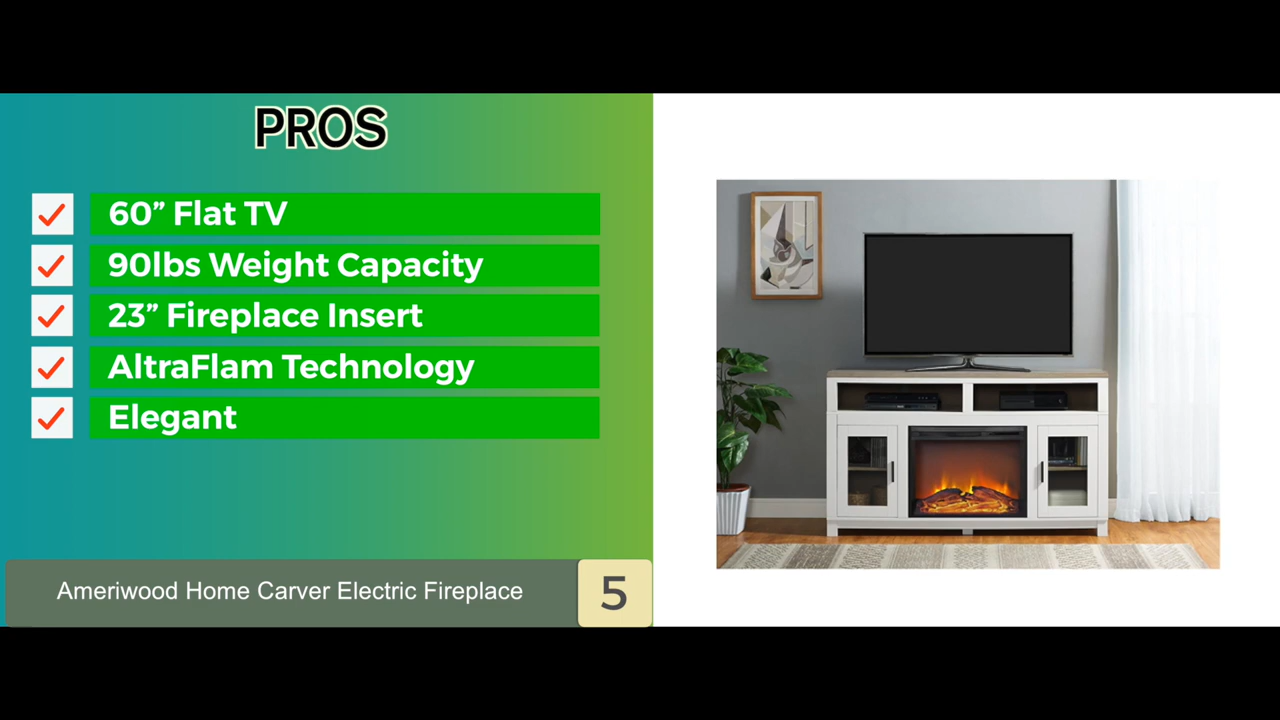 PROS
60” Flat TV
90lbs Weight Capacity
23” Fireplace Insert
AltraFlam Technology
Elegant
Ameriwood Home Carver Electric Fireplace
5